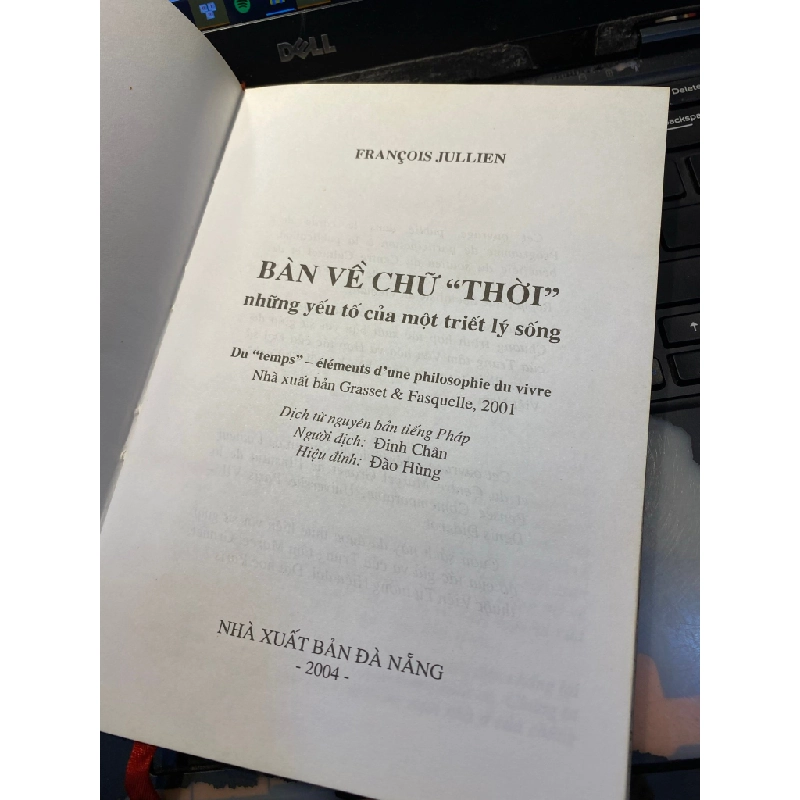 DELL
Delete
FRANÇOIS JULLIEN
BÀN VỀ CHỮ “THỜI”
những yếu tố của một triết lý sống
Du “temps” – éléments d’une philosophie du vivre
Nhà xuất bản Grasset & Fasquelle, 2001
Dịch từ nguyên bản tiếng Pháp
Người dịch: Đinh Chân
Hiệu đính: Đào Hùng
NHÀ XUẤT BẢN ĐÀ NẴNG
- 2004 -